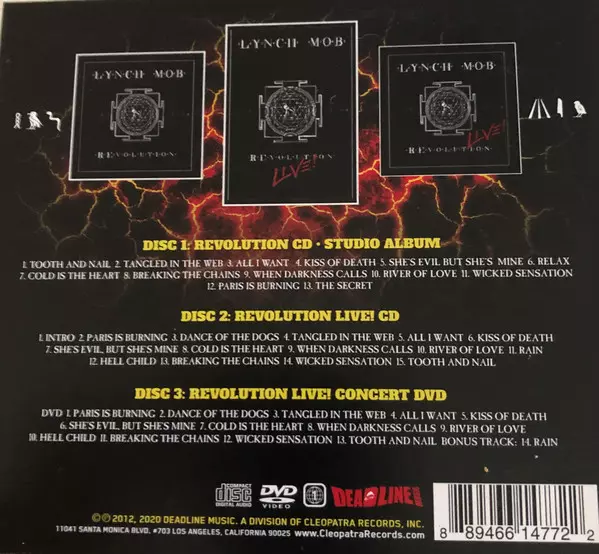 LYNCH MOB
REVOLUTION
LYNCH MOB
REVOLUTION
LIVE!
LYNCH MOB
REVOLUTION
LIVE!
DISC 1: REVOLUTION CD • STUDIO ALBUM
1. TOOTH AND NAIL 2. TANGLED IN THE WEB 3. ALL I WANT 4. KISS OF DEATH 5. SHE'S EVIL BUT SHE'S MINE 6. RELAX
7. COLD IS THE HEART 8. BREAKING THE CHAINS 9. WHEN DARKNESS CALLS 10. RIVER OF LOVE 11. WICKED SENSATION
12. PARIS IS BURNING 13. THE SECRET
DISC 2: REVOLUTION LIVE! CD
1. INTRO 2. PARIS IS BURNING 3. DANCE OF THE DOGS 4. TANGLED IN THE WEB 5. ALL I WANT 6. KISS OF DEATH
7. SHE'S EVIL, BUT SHE'S MINE 8. COLD IS THE HEART 9. WHEN DARKNESS CALLS 10. RIVER OF LOVE 11. RAIN
12. HELL CHILD 13. BREAKING THE CHAINS 14. WICKED SENSATION 15. TOOTH AND NAIL
DISC 3: REVOLUTION LIVE! CONCERT DVD
DVD 1. PARIS IS BURNING 2. DANCE OF THE DOGS 3. TANGLED IN THE WEB 4. ALL I WANT 5. KISS OF DEATH
6. SHE'S EVIL, BUT SHE'S MINE 7. COLD IS THE HEART 8. WHEN DARKNESS CALLS 9. RIVER OF LOVE
10. HELL CHILD 11. BREAKING THE CHAINS 12. WICKED SENSATION 13. TOOTH AND NAIL BONUS TRACK: 14. RAIN
COMPACT
disc
DIGITAL AUDIO
DVD
VIDEO
DEADLINE
©℗ 2012, 2020 DEADLINE MUSIC. A DIVISION OF CLEOPATRA RECORDS, INC.
11041 SANTA MONICA BLVD. #703 LOS ANGELES, CALIFORNIA 90025 www.CleopatraRecords.com
8 89466 14772 2